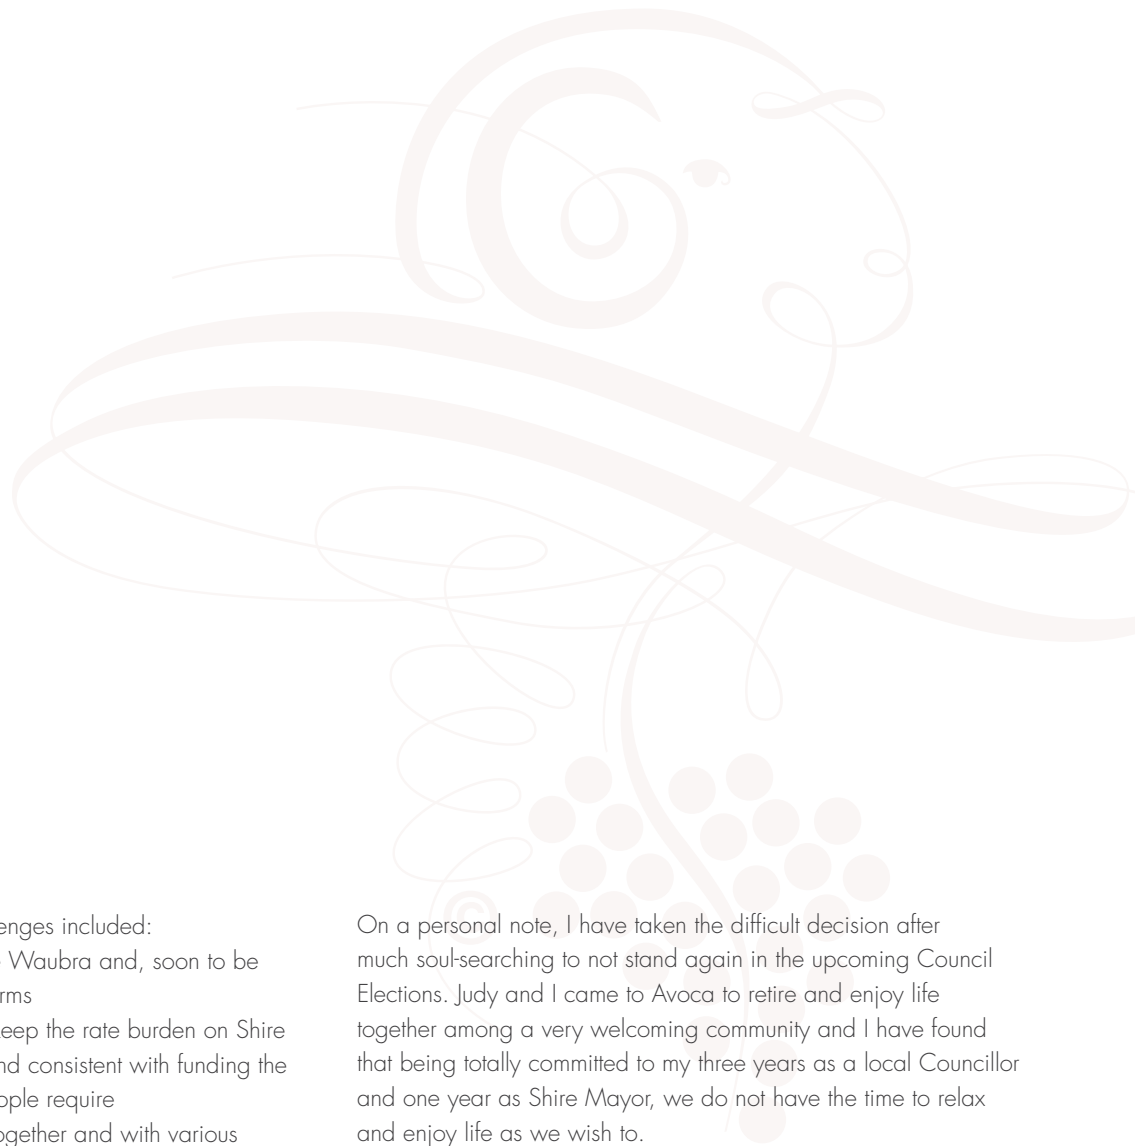 enges included:
Waubra and, soon to be
rms
eep the rate burden on Shire
nd consistent with funding the
ople require
ogether and with various
©
On a personal note, I have taken the difficult decision after
much soul-searching to not stand again in the upcoming Council
Elections. Judy and I came to Avoca to retire and enjoy life
together among a very welcoming community and I have found
that being totally committed to my three years as a local Councillor
and one year as Shire Mayor, we do not have the time to relax
and enjoy life as we wish to.